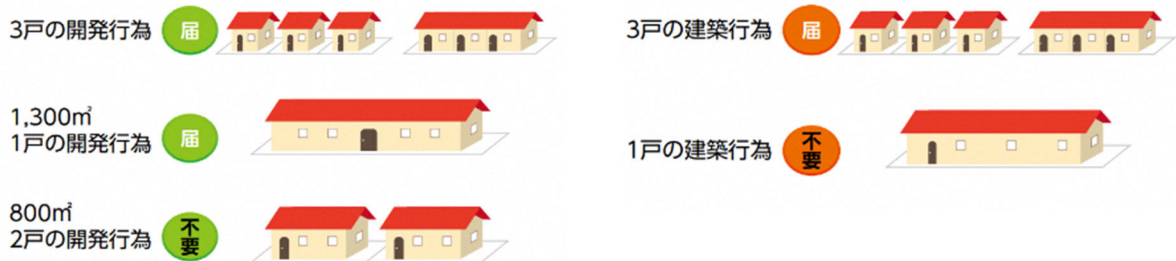 3戸の開発行為 届
1,300㎡
1戸の開発行為 届
800㎡
2戸の開発行為 不要
3戸の建築行為 届
1戸の建築行為 不要